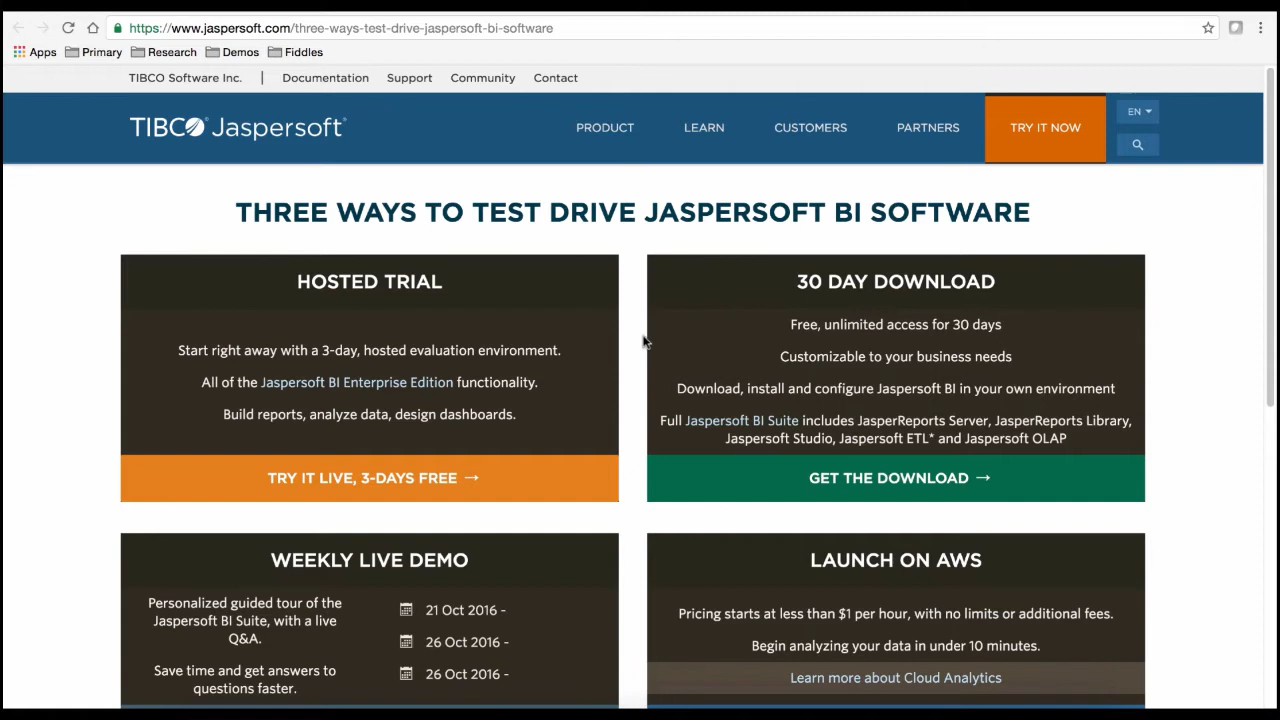 https://www.jaspersoft.com/three-ways-test-drive-jaspersoft-bi-software
Apps Primary Research Demos Fiddles
TIBCO Software Inc. | Documentation Support Community Contact
TIBCO Jaspersoft®
PRODUCT LEARN CUSTOMERS PARTNERS TRY IT NOW
EN
THREE WAYS TO TEST DRIVE JASPERSOFT BI SOFTWARE
HOSTED TRIAL
Start right away with a 3-day, hosted evaluation environment.
All of the Jaspersoft BI Enterprise Edition functionality.
Build reports, analyze data, design dashboards.
TRY IT LIVE, 3-DAYS FREE →
30 DAY DOWNLOAD
Free, unlimited access for 30 days
Customizable to your business needs
Download, install and configure Jaspersoft BI in your own environment
Full Jaspersoft BI Suite includes JasperReports Server, JasperReports Library,
Jaspersoft Studio, Jaspersoft ETL* and Jaspersoft OLAP
GET THE DOWNLOAD →
WEEKLY LIVE DEMO
Personalized guided tour of the
Jaspersoft BI Suite, with a live
Q&A.
Save time and get answers to
questions faster.
21 Oct 2016 -
26 Oct 2016 -
26 Oct 2016 -
LAUNCH ON AWS
Pricing starts at less than $1 per hour, with no limits or additional fees.
Begin analyzing your data in under 10 minutes.
Learn more about Cloud Analytics